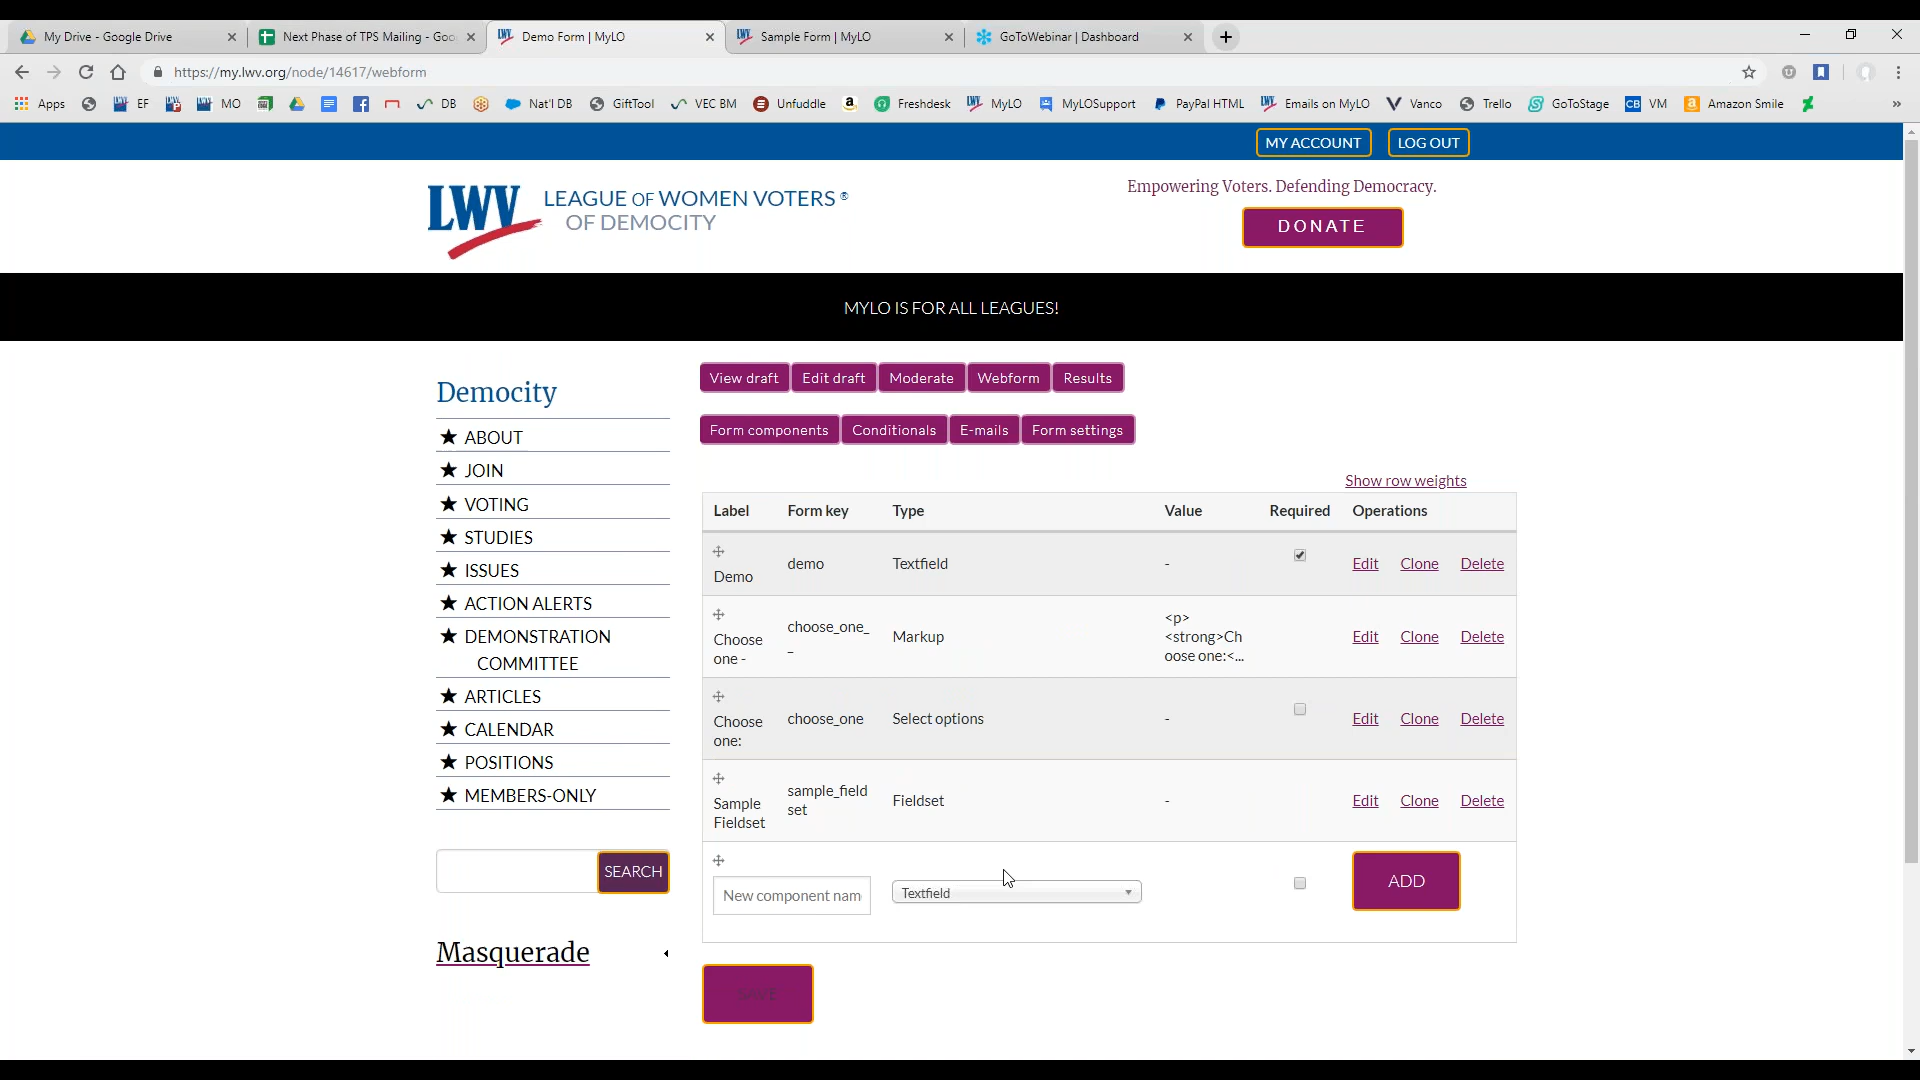 My Drive - Google Drive
Next Phase of TPS Mailing - Goo
Demo Form | MyLO
Sample Form | MyLO
GoToWebinar | Dashboard
https://my.lwv.org/node/14617/webform
Apps
EF
MO
DB
Nat'l DB
GiftTool
VEC BM
Unfuddle
Freshdesk
MyLO
MyLOSupport
PayPal HTML
Emails on MyLO
Vanco
Trello
GoToStage
CB VM
Amazon Smile
MY ACCOUNT
LOG OUT
LWV
LEAGUE OF WOMEN VOTERS ®
OF DEMOCITY
Empowering Voters. Defending Democracy.
DONATE
MYLO IS FOR ALL LEAGUES!
Democity
ABOUT
JOIN
VOTING
STUDIES
ISSUES
ACTION ALERTS
DEMONSTRATION
COMMITTEE
ARTICLES
CALENDAR
POSITIONS
MEMBERS-ONLY
SEARCH
Masquerade
View draft Edit draft Moderate Webform Results
Form components Conditionals E-mails Form settings
Show row weights
Label Form key Type Value Required Operations
Demo
demo
Textfield
-
Edit Clone Delete
Choose
one -
choose_one_
_
Markup
<p>
<strong>Ch
oose one:<...
Edit Clone Delete
Choose
one:
choose_one
Select options
-
Edit Clone Delete
Sample
Fieldset
sample_field
set
Fieldset
-
Edit Clone Delete
New component nam
Textfield
ADD
SAVE